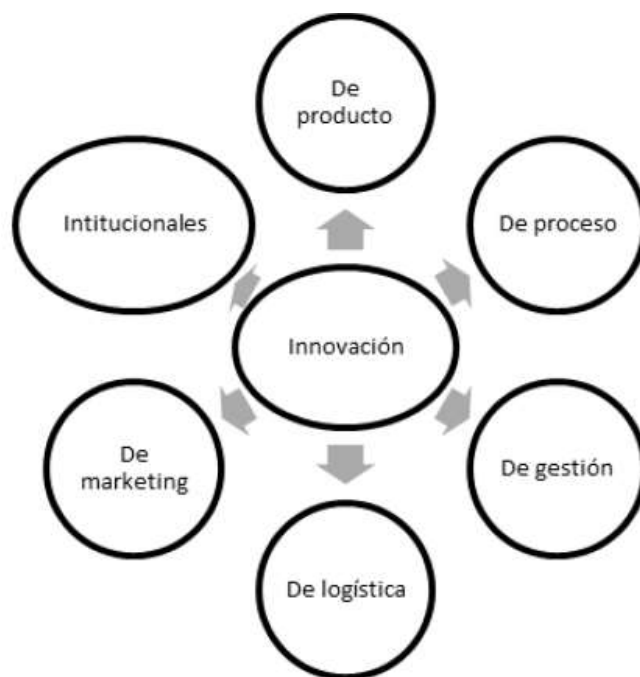 De
producto
Intitucionales
De proceso
Innovación
De
marketing
De gestión
De logística